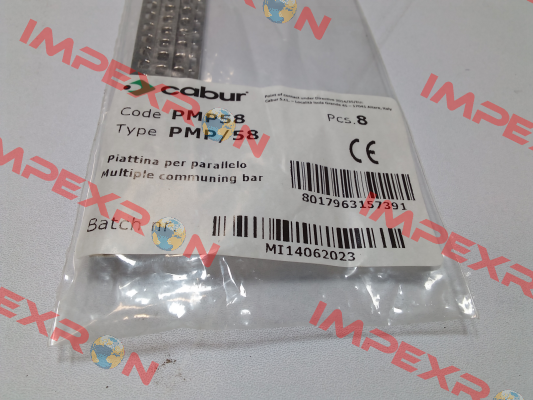 cabur
Code PMP58
Type PMP/58
Pcs.8
Piattina per parallelo
Multiple communing bar
CE
8017963157391
Batch nr
MI14062023
IMPEXRON
IMPEXRON
IMPEXRON
IMPEXRON
IMPEXRON